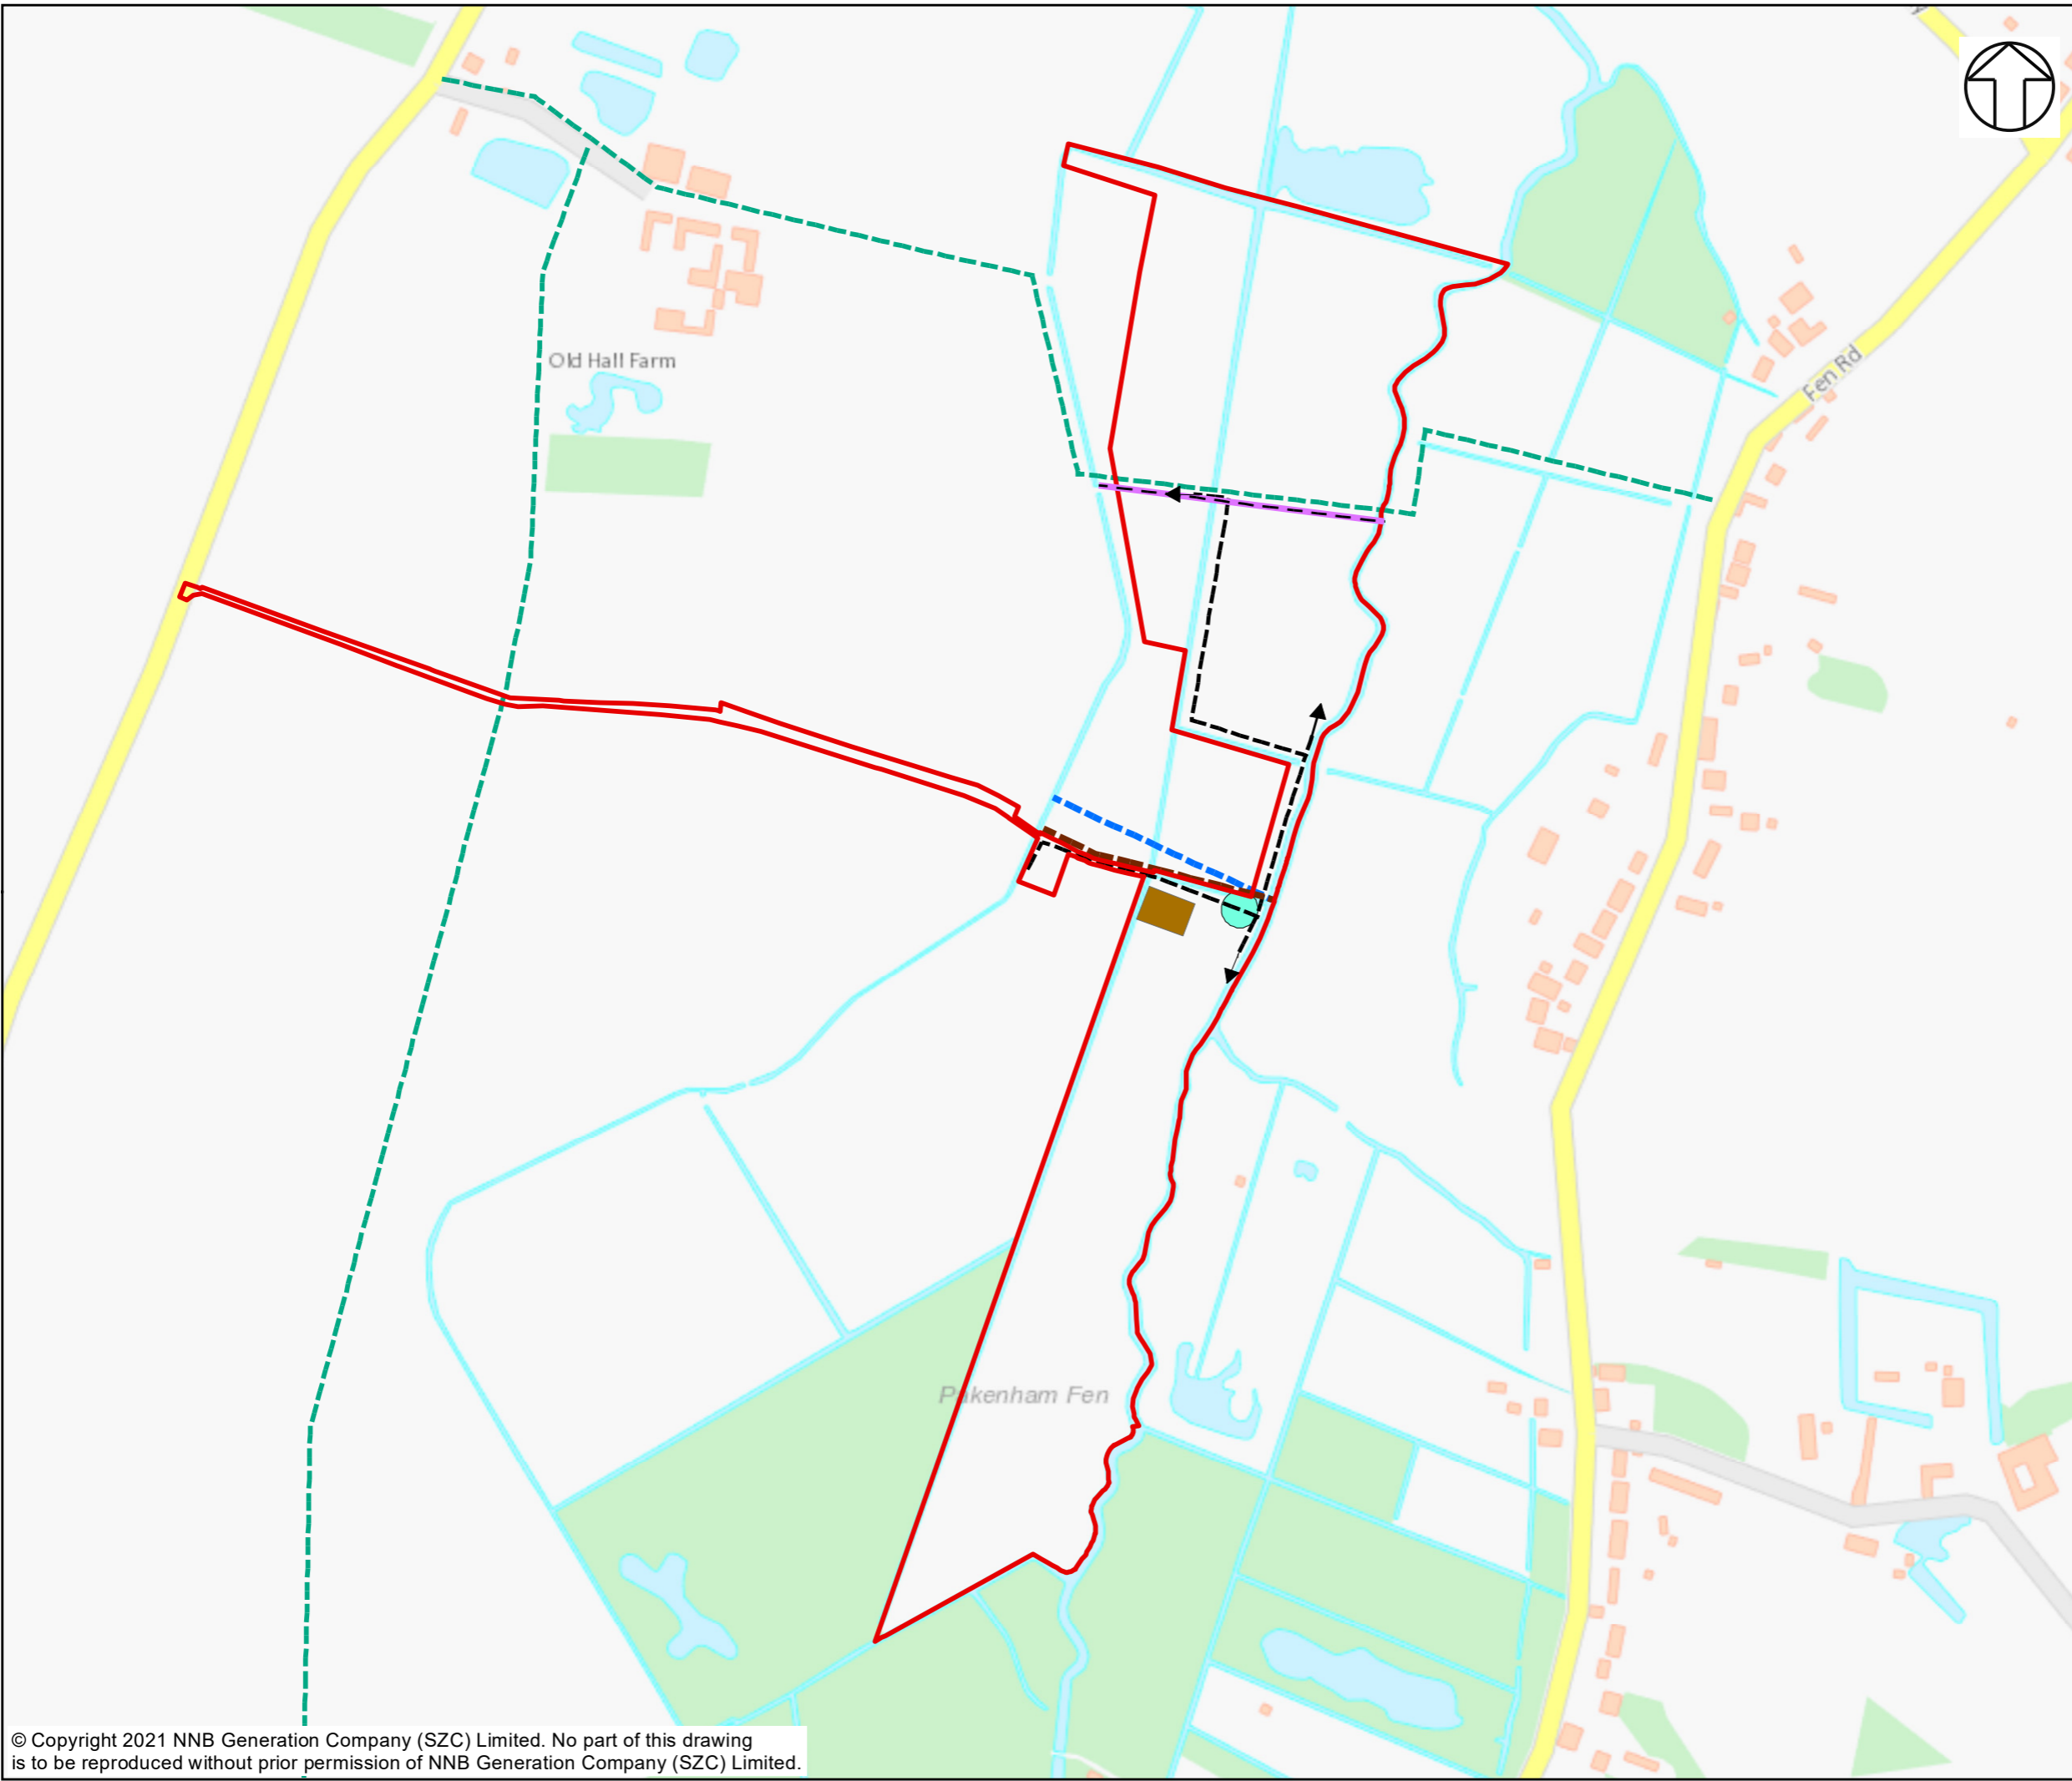 Old Hall Farm
Fen Rd
Pakenham Fen
© Copyright 2021 NNB Generation Company (SZC) Limited. No part of this drawing
is to be reproduced without prior permission of NNB Generation Company (SZC) Limited.